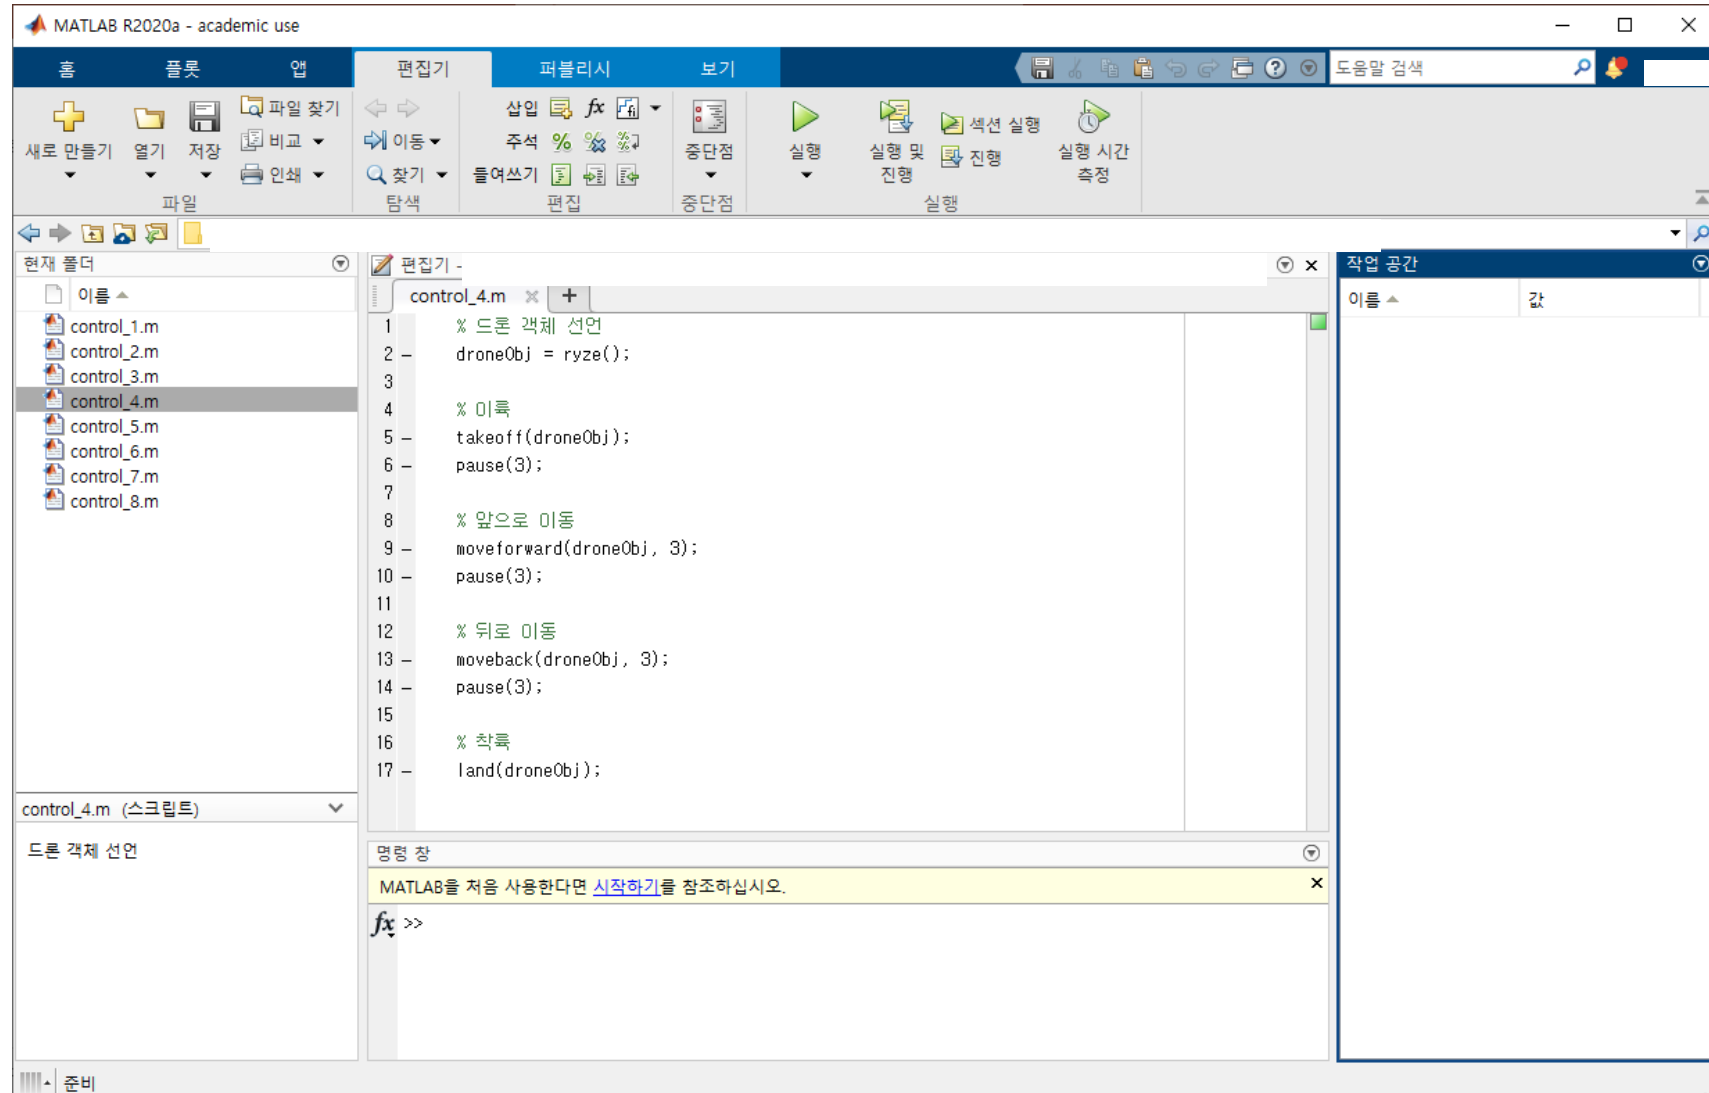 MATLAB R2020a - academic use
홈 플롯 앱 편집기 퍼블리시 보기 도움말 검색
새로 만들기 열기 저장 파일 찾기 비교 인쇄
파일
이동 찾기
탐색
삽입 fx fi
주석
들여쓰기
편집
중단점
중단점
실행
실행 및 진행
섹션 실행
진행
실행 시간 측정
실행
현재 폴더
이름
control_1.m
control_2.m
control_3.m
control_4.m
control_5.m
control_6.m
control_7.m
control_8.m
control_4.m (스크립트)
드론 객체 선언
편집기 -
control_4.m
1 % 드론 객체 선언
2 – droneObj = ryze();
3
4 % 이륙
5 – takeoff(droneObj);
6 – pause(3);
7
8 % 앞으로 이동
9 – moveforward(droneObj, 3);
10 – pause(3);
11
12 % 뒤로 이동
13 – moveback(droneObj, 3);
14 – pause(3);
15
16 % 착륙
17 – land(droneObj);
명령 창
MATLAB을 처음 사용한다면 시작하기를 참조하십시오.
fx >>
작업 공간
이름 값
준비